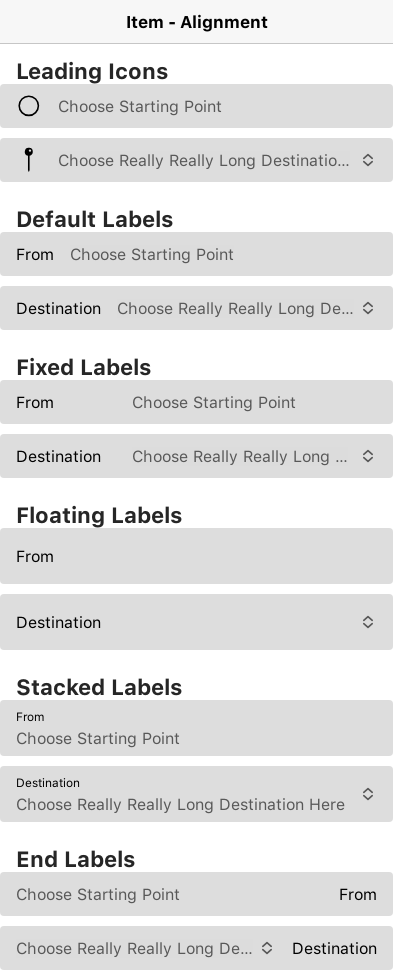 Item - Alignment
Leading Icons
Choose Starting Point
Choose Really Really Long Destinatio...
Default Labels
From Choose Starting Point
Destination Choose Really Really Long De...
Fixed Labels
From Choose Starting Point
Destination Choose Really Really Long ...
Floating Labels
From
Destination
Stacked Labels
From
Choose Starting Point
Destination
Choose Really Really Long Destination Here
End Labels
Choose Starting Point From
Choose Really Really Long De... Destination